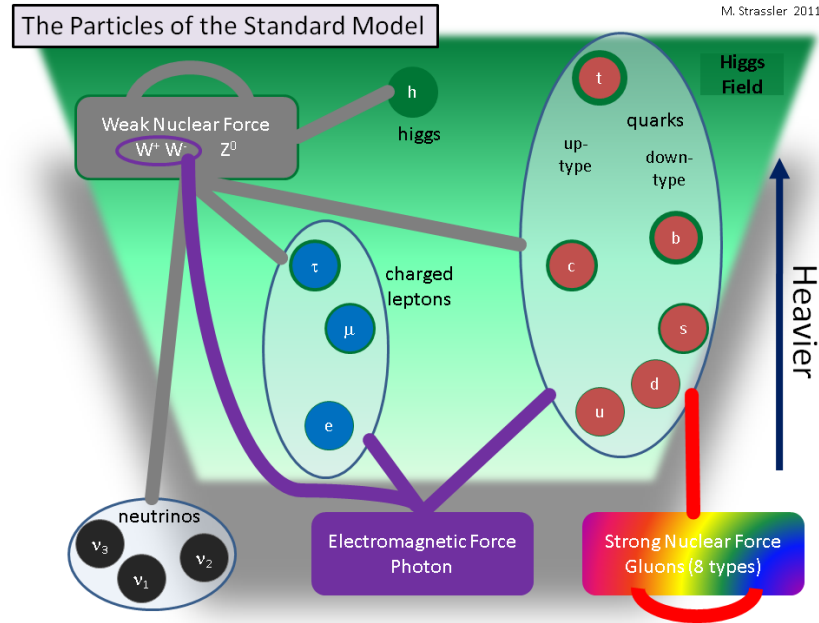 M. Strassler 2011
The Particles of the Standard Model
Higgs
Field
h
higgs
Weak Nuclear Force
W⁺ W⁻ Z⁰
t
quarks
up-
type
down-
type
b
c
τ
charged
leptons
μ
s
d
u
e
Heavier
neutrinos
ν₃
ν₂
ν₁
Electromagnetic Force
Photon
Strong Nuclear Force
Gluons (8 types)